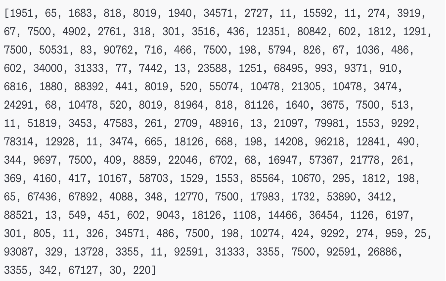 [1951, 65, 1683, 818, 8019, 1940, 34571, 2727, 11, 15592, 11, 274, 3919,
67, 7500, 4902, 2761, 318, 301, 3516, 436, 12351, 80842, 602, 1812, 1291,
7500, 50531, 83, 90762, 716, 466, 7500, 198, 5794, 826, 67, 1036, 486,
602, 34000, 31333, 77, 7442, 13, 23588, 1251, 68495, 993, 9371, 910,
6816, 1880, 88392, 441, 8019, 520, 55074, 10478, 21305, 10478, 3474,
24291, 68, 10478, 520, 8019, 81964, 818, 81126, 1640, 3675, 7500, 513,
11, 51819, 3453, 47583, 261, 2709, 48916, 13, 21097, 79981, 1553, 9292,
78314, 12928, 11, 3474, 665, 18126, 668, 198, 14208, 96218, 12841, 490,
344, 9697, 7500, 409, 8859, 22046, 6702, 68, 16947, 57367, 21778, 261,
369, 4160, 417, 10167, 58703, 1529, 1553, 85564, 10670, 295, 1812, 198,
65, 67436, 67892, 4088, 348, 12770, 7500, 17983, 1732, 53890, 3412,
88521, 13, 549, 451, 602, 9043, 18126, 1108, 14466, 36454, 1126, 6197,
301, 805, 11, 326, 34571, 486, 7500, 198, 10274, 424, 9292, 274, 959, 25,
93087, 329, 13728, 3355, 11, 92591, 31333, 3355, 7500, 92591, 26886,
3355, 342, 67127, 30, 220]